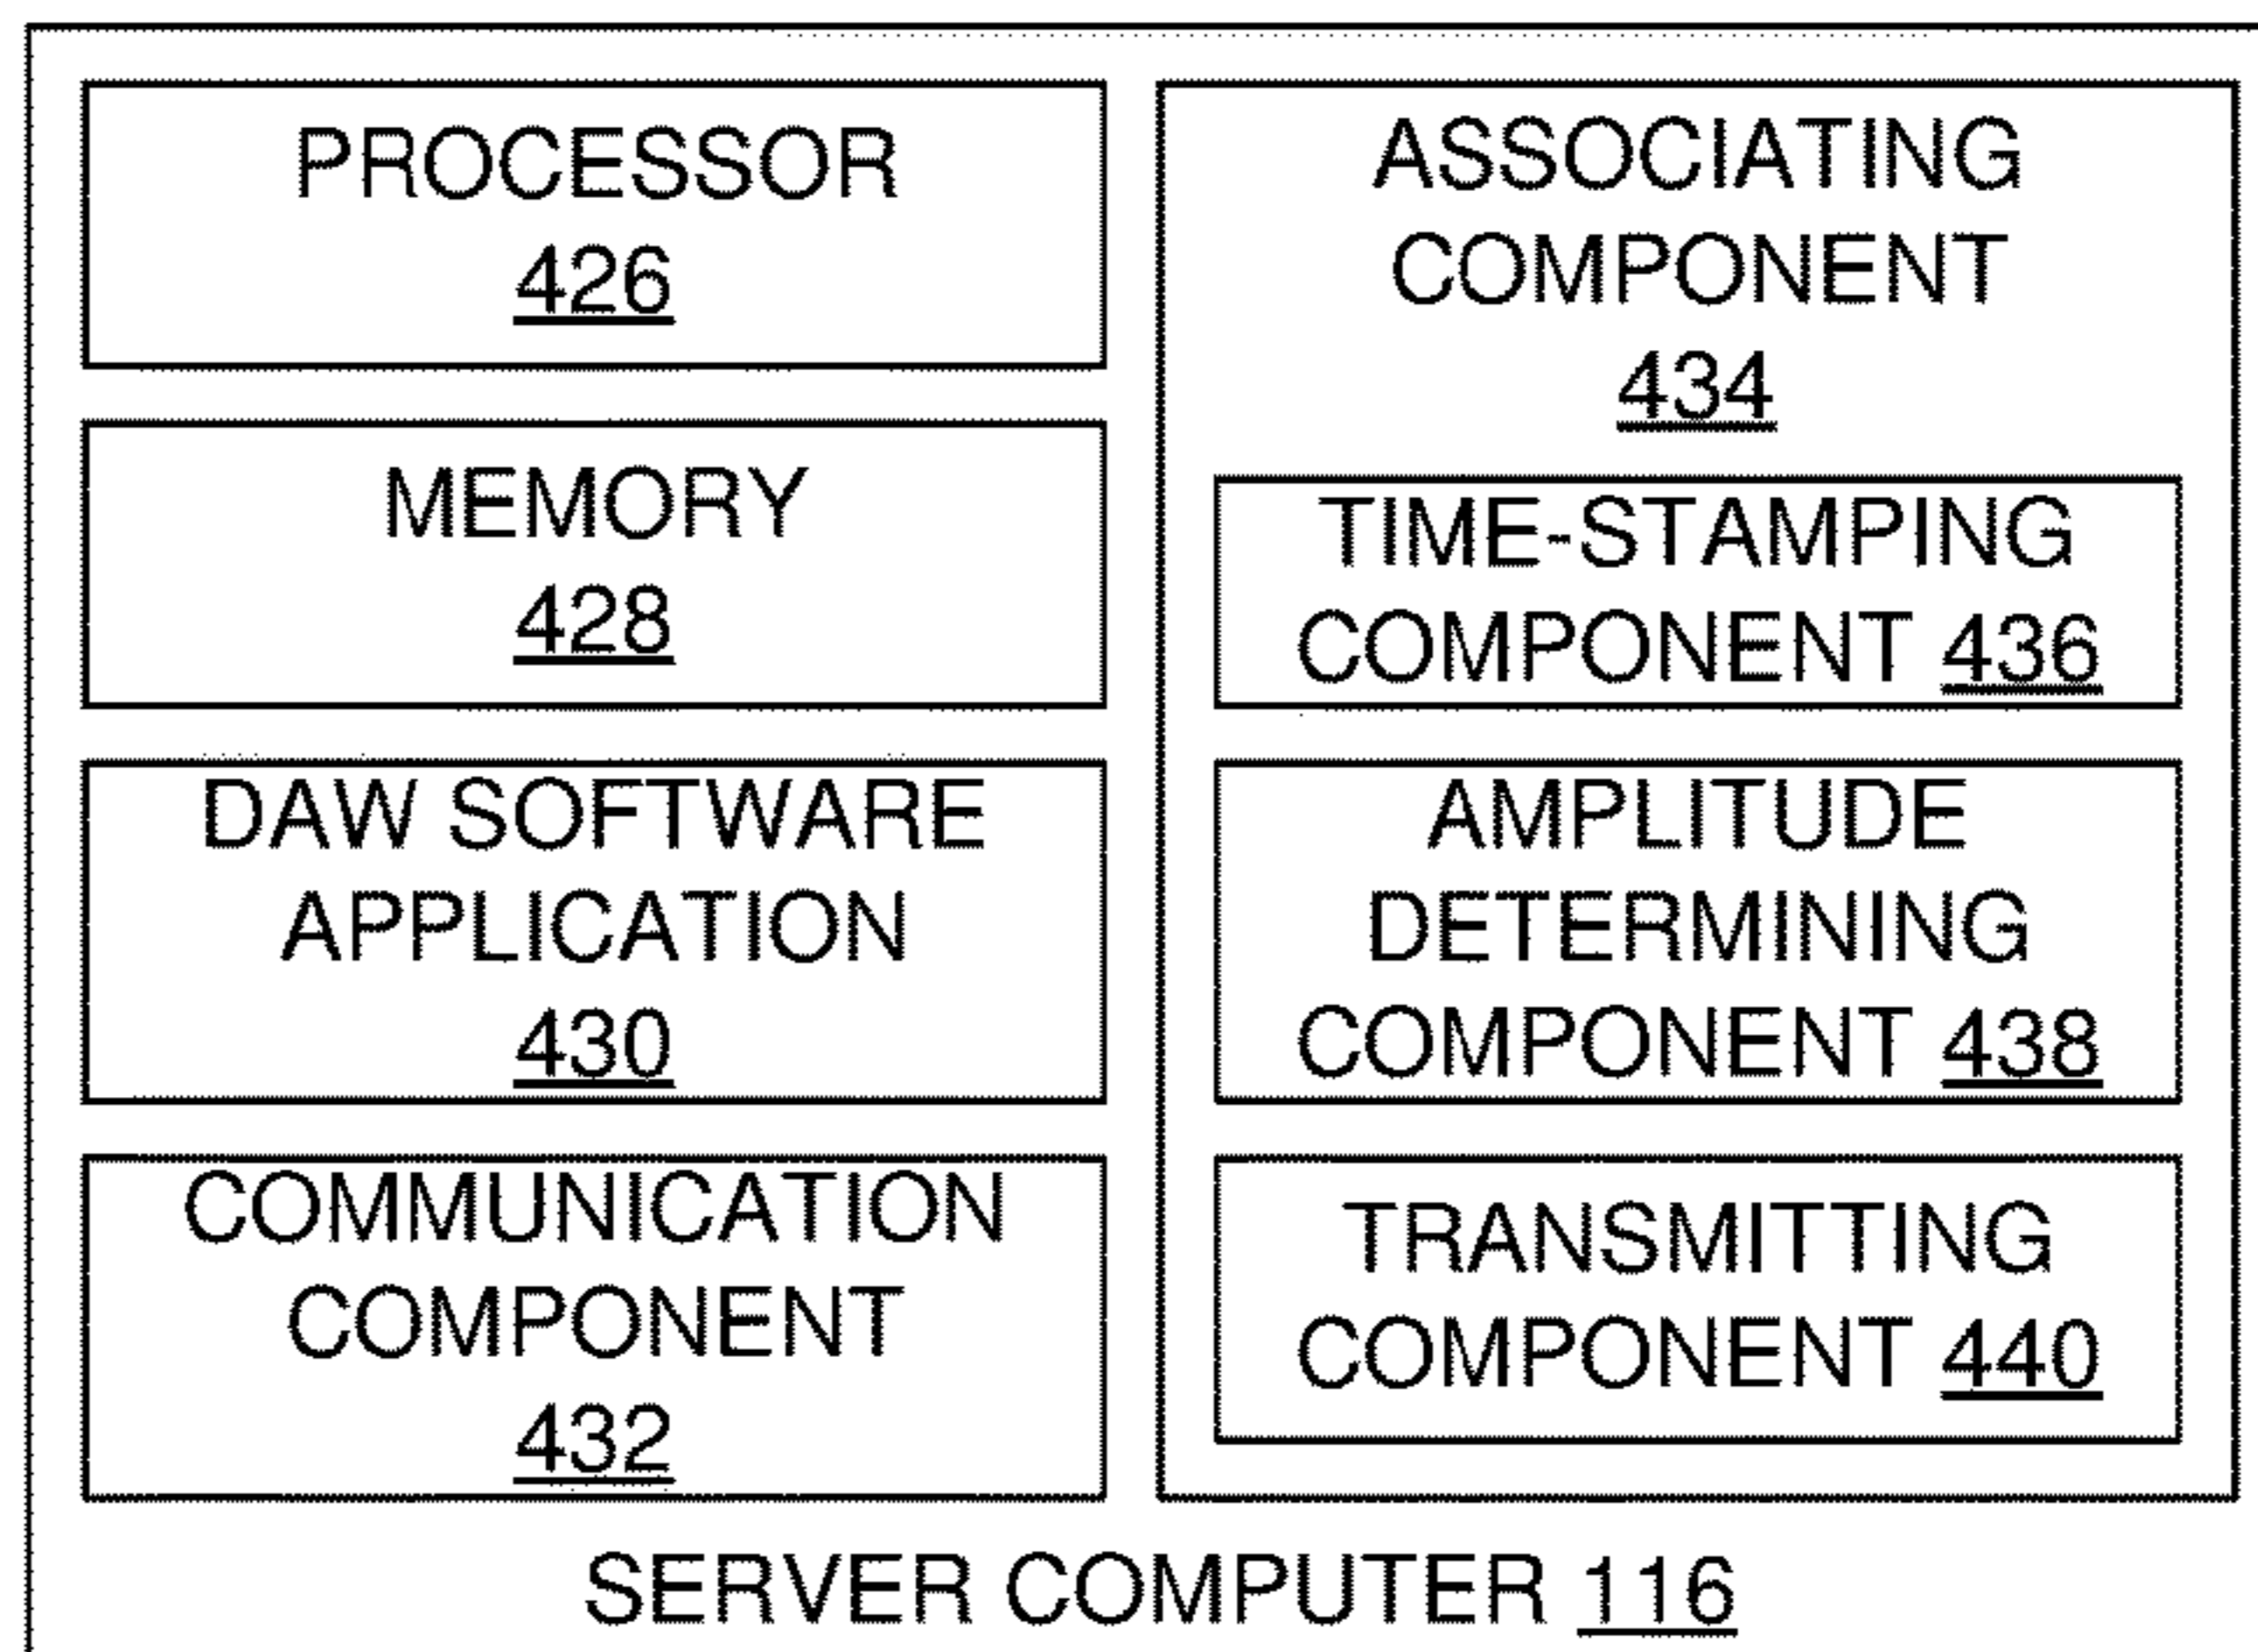 PROCESSOR
426
MEMORY
428
DAW SOFTWARE
APPLICATION
430
COMMUNICATION
COMPONENT
432
ASSOCIATING
COMPONENT
434
TIME-STAMPING
COMPONENT 436
AMPLITUDE
DETERMINING
COMPONENT 438
TRANSMITTING
COMPONENT 440
SERVER COMPUTER 116